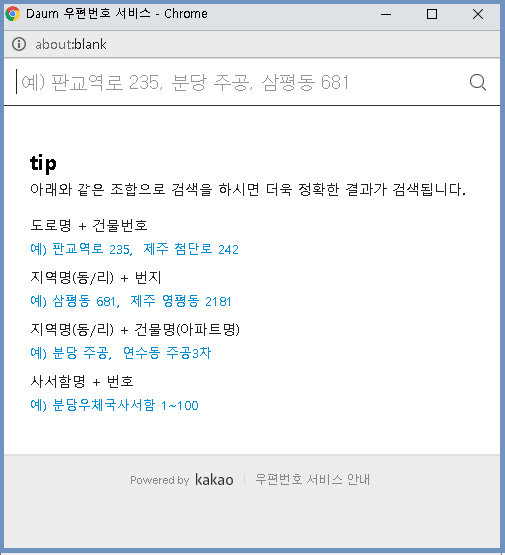 Daum 우편번호 서비스 - Chrome
about:blank
예) 판교역로 235, 분당 주공, 삼평동 681
tip
아래와 같은 조합으로 검색을 하시면 더욱 정확한 결과가 검색됩니다.
도로명 + 건물번호
예) 판교역로 235, 제주 첨단로 242
지역명(동/리) + 번지
예) 삼평동 681, 제주 영평동 2181
지역명(동/리) + 건물명(아파트명)
예) 분당 주공, 연수동 주공3차
사서함명 + 번호
예) 분당우체국사서함 1~100
Powered by kakao | 우편번호 서비스 안내